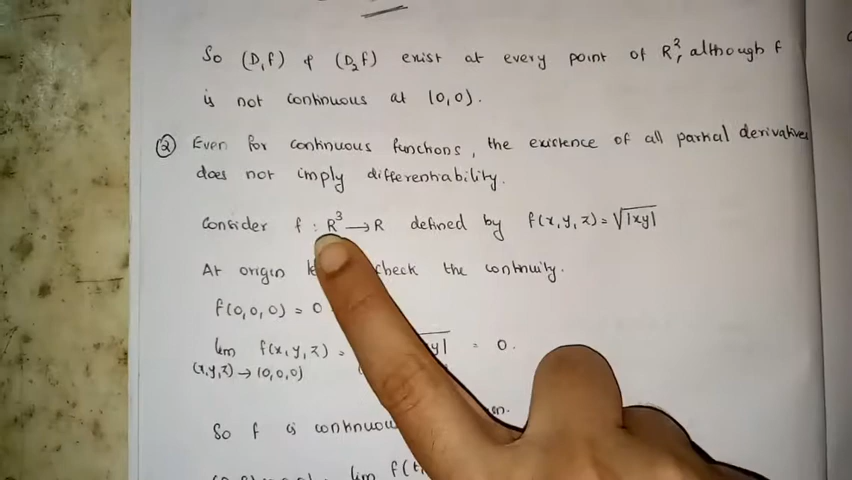 So (D₁f) & (D₂f) exist at every point of R², although f
is not continuous at (0,0).
② Even for continuous functions, the existence of all partial derivatives
does not imply differentiability.
Consider f : R³ → R defined by f(x,y,z) = √|xy|
At origin check the continuity.
f(0,0,0) = 0
lim f(x,y,z) = xy| = 0.
(x,y,z) → (0,0,0)
So f is continuou
lim f(